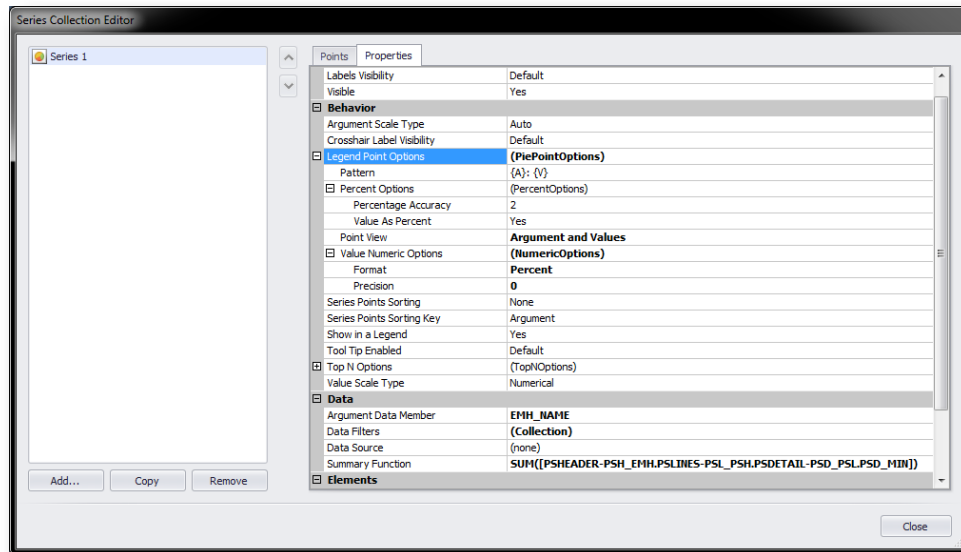 Series Collection Editor
Series 1
Points Properties
Labels Visibility Default
Visible Yes
Behavior
Argument Scale Type Auto
Crosshair Label Visibility Default
Legend Point Options (PiePointOptions)
Pattern {A}: {V}
Percent Options (PercentOptions)
Percentage Accuracy 2
Value As Percent Yes
Point View Argument and Values
Value Numeric Options (NumericOptions)
Format Percent
Precision 0
Series Points Sorting None
Series Points Sorting Key Argument
Show in a Legend Yes
Tool Tip Enabled Default
Top N Options (TopNOptions)
Value Scale Type Numerical
Data
Argument Data Member EMH_NAME
Data Filters (Collection)
Data Source (none)
Summary Function SUM([PSHEADER-PSH_EMH.PSLINES-PSL_PSH.PSDETAIL-PSD_PSL.PSD_MIN])
Elements
Add... Copy Remove
Close